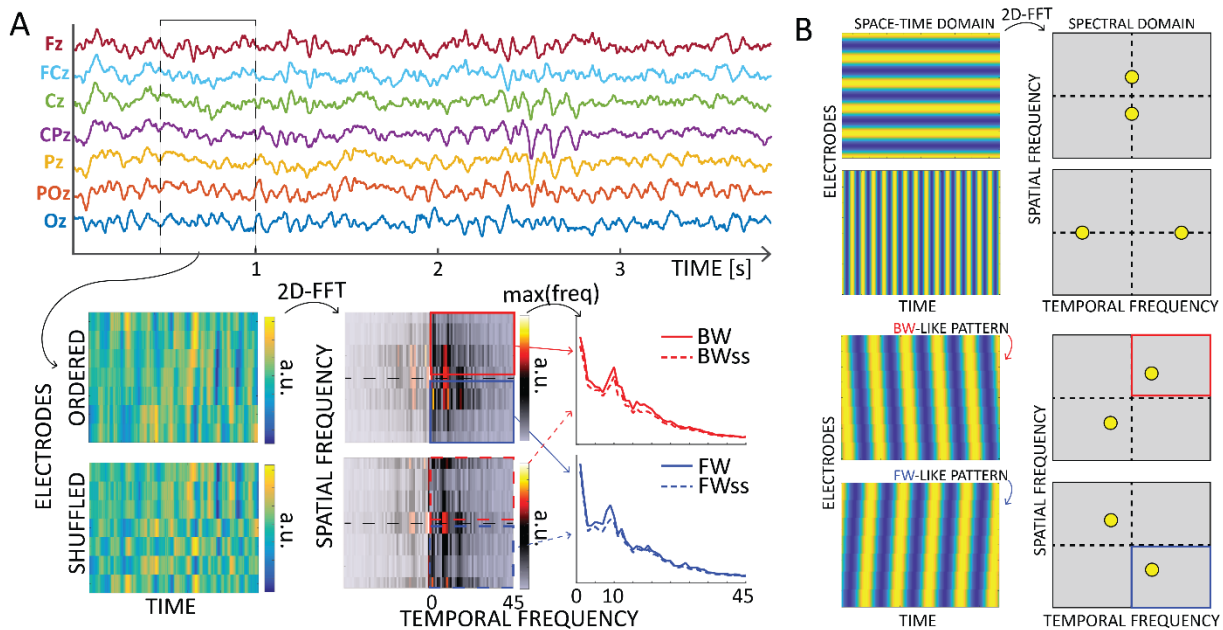 A
Fz
FCz
Cz
CPz
Pz
POz
Oz
1
2
3
TIME [s]
2D-FFT
max(freq)
ELECTRODES
ORDERED
SHUFFLED
a.u.
a.u.
TIME
SPATIAL FREQUENCY
a.u.
a.u.
0
45
TEMPORAL FREQUENCY
BW
BWss
FW
FWss
0
10
45
B
SPACE-TIME DOMAIN
2D-FFT
SPECTRAL DOMAIN
ELECTRODES
SPATIAL FREQUENCY
TIME
TEMPORAL FREQUENCY
BW-LIKE PATTERN
ELECTRODES
FW-LIKE PATTERN
SPATIAL FREQUENCY
TIME
TEMPORAL FREQUENCY